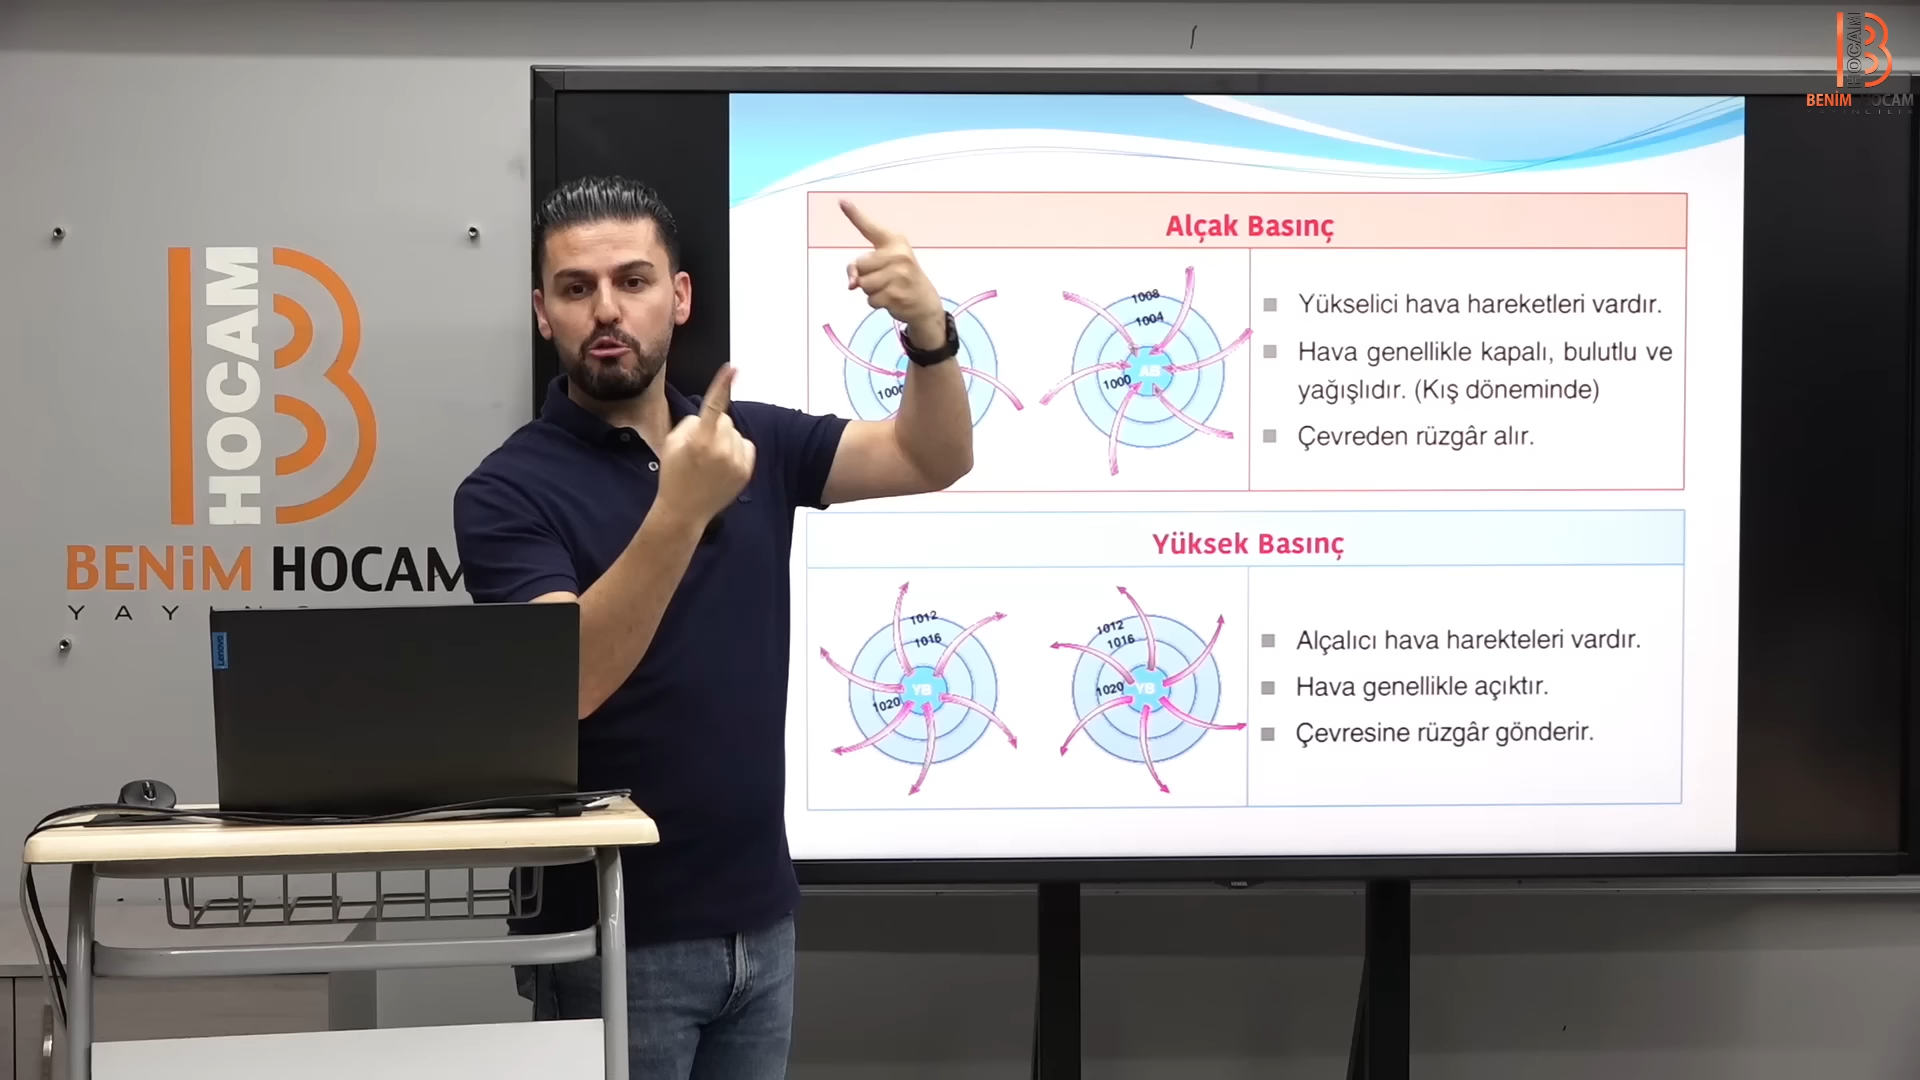 HOCAM
BENİM HOCAM
HOCAM
BENiM HOCAM
Lenovo
Alçak Basınç
1008
1004
1000
AB
1000
Yükselici hava hareketleri vardır.
Hava genellikle kapalı, bulutlu ve
yağışlıdır. (Kış döneminde)
Çevreden rüzgâr alır.
Yüksek Basınç
1012
1016
1020
YB
1012
1016
1020
YB
Alçalıcı hava harekteleri vardır.
Hava genellikle açıktır.
Çevresine rüzgâr gönderir.